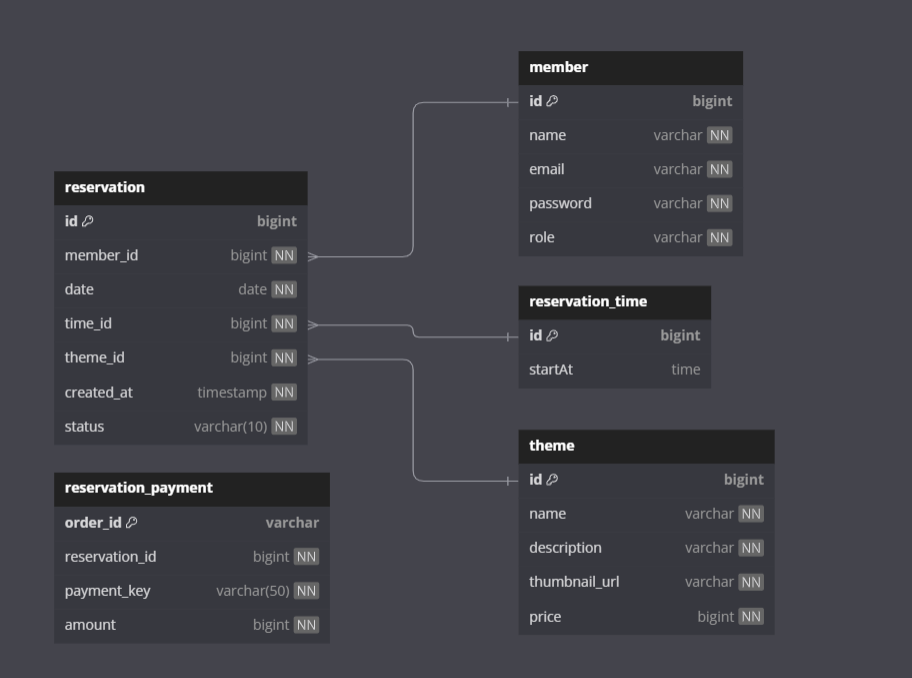 reservation
id bigint
member_id bigint NN
date date NN
time_id bigint NN
theme_id bigint NN
created_at timestamp NN
status varchar(10) NN
reservation_payment
order_id varchar
reservation_id bigint NN
payment_key varchar(50) NN
amount bigint NN
member
id bigint
name varchar NN
email varchar NN
password varchar NN
role varchar NN
reservation_time
id bigint
startAt time
theme
id bigint
name varchar NN
description varchar NN
thumbnail_url varchar NN
price bigint NN